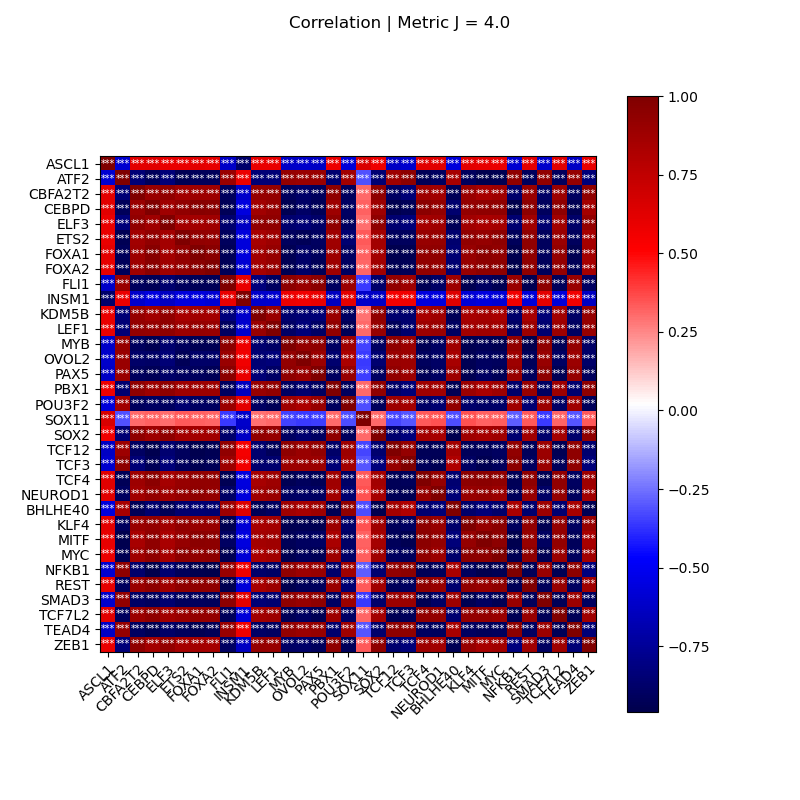 Correlation | Metric J = 4.0
ASCL1
ATF2
CBFA2T2
CEBPD
ELF3
ETS2
FOXA1
FOXA2
FLI1
INSM1
KDM5B
LEF1
MYB
OVOL2
PAX5
PBX1
POU3F2
SOX11
SOX2
TCF12
TCF3
TCF4
NEUROD1
BHLHE40
KLF4
MITF
MYC
NFKB1
REST
SMAD3
TCF7L2
TEAD4
ZEB1
ASCL1
ATF2
CBFA2T2
CEBPD
ELF3
ETS2
FOXA1
FOXA2
FLI1
INSM1
KDM5B
LEF1
MYB
OVOL2
PAX5
PBX1
POU3F2
SOX11
SOX2
TCF12
TCF3
TCF4
NEUROD1
BHLHE40
KLF4
MITF
MYC
NFKB1
REST
SMAD3
TCF7L2
TEAD4
ZEB1
1.00
0.75
0.50
0.25
0.00
−0.25
−0.50
−0.75